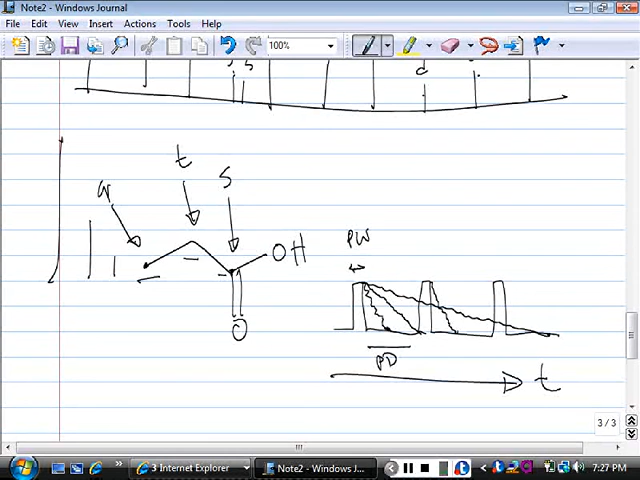 Note2 - Windows Journal
File Edit View Insert Actions Tools Help
100%
s
d
t
q
s
OH
O
PW
PD
t
3 / 3
3 Internet Explorer
Note2 - Windows J...
t
7:27 PM